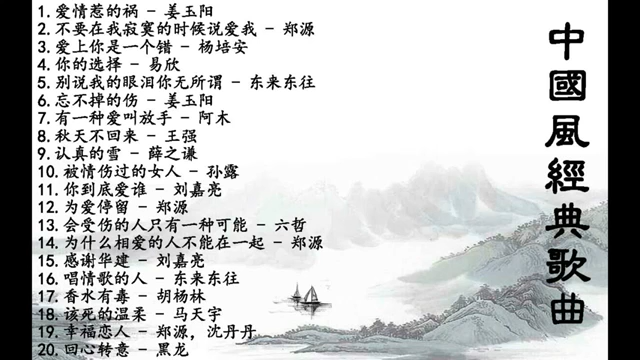 1. 爱情惹的祸 - 姜玉阳
2. 不要在我寂寞的时候说爱我 - 郑源
3. 爱上你是一个错 - 杨培安
4. 你的选择 - 易欣
5. 别说我的眼泪你无所谓 - 东来东往
6. 忘不掉的伤 - 姜玉阳
7. 有一种爱叫放手 - 阿木
8. 秋天不回来 - 王强
9. 认真的雪 - 薛之谦
10. 被情伤过的女人 - 孙露
11. 你到底爱谁 - 刘嘉亮
12. 为爱停留 - 郑源
13. 会受伤的人只有一种可能 - 六哲
14. 为什么相爱的人不能在一起 - 郑源
15. 感谢华建 - 刘嘉亮
16. 唱情歌的人 - 东来东往
17. 香水有毒 - 胡杨林
18. 该死的温柔 - 马天宇
19. 幸福恋人 - 郑源，沈丹丹
20. 回心转意 - 黑龙
中國風經典歌曲